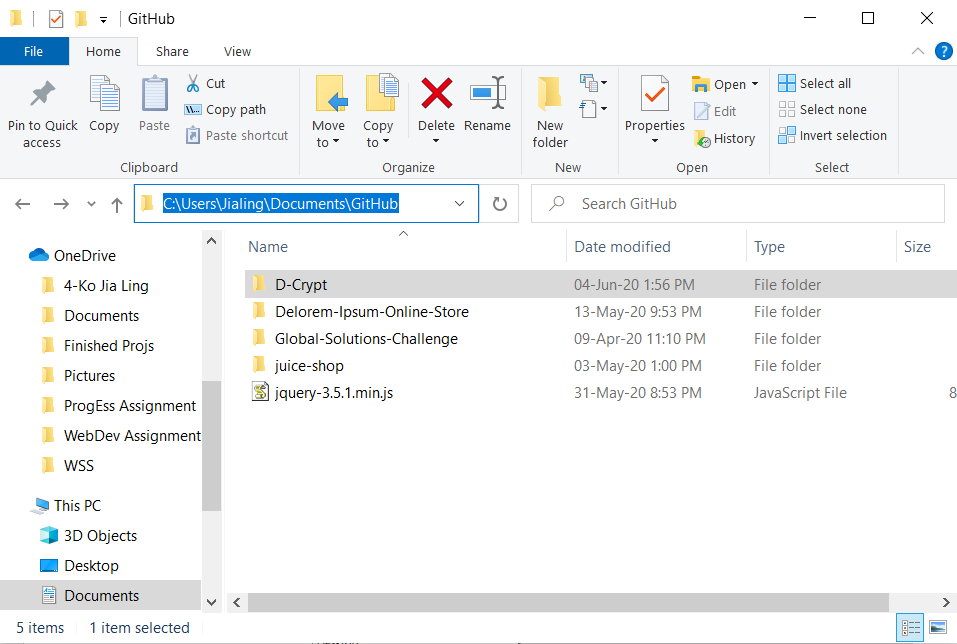 GitHub
File Home Share View
Pin to Quick access
Copy
Paste
Cut
Copy path
Paste shortcut
Clipboard
Move to
Copy to
Delete
Rename
Organize
New folder
New
Properties
Open
Edit
History
Open
Select all
Select none
Invert selection
Select
C:\Users\Jialing\Documents\GitHub
Search GitHub
OneDrive
4-Ko Jia Ling
Documents
Finished Projs
Pictures
ProgEss Assignment
WebDev Assignment
WSS
This PC
3D Objects
Desktop
Documents
Name Date modified Type Size
D-Crypt 04-Jun-20 1:56 PM File folder
Delorem-Ipsum-Online-Store 13-May-20 9:53 PM File folder
Global-Solutions-Challenge 09-Apr-20 11:10 PM File folder
juice-shop 03-May-20 1:00 PM File folder
jquery-3.5.1.min.js 31-May-20 8:53 PM JavaScript File 8
5 items 1 item selected